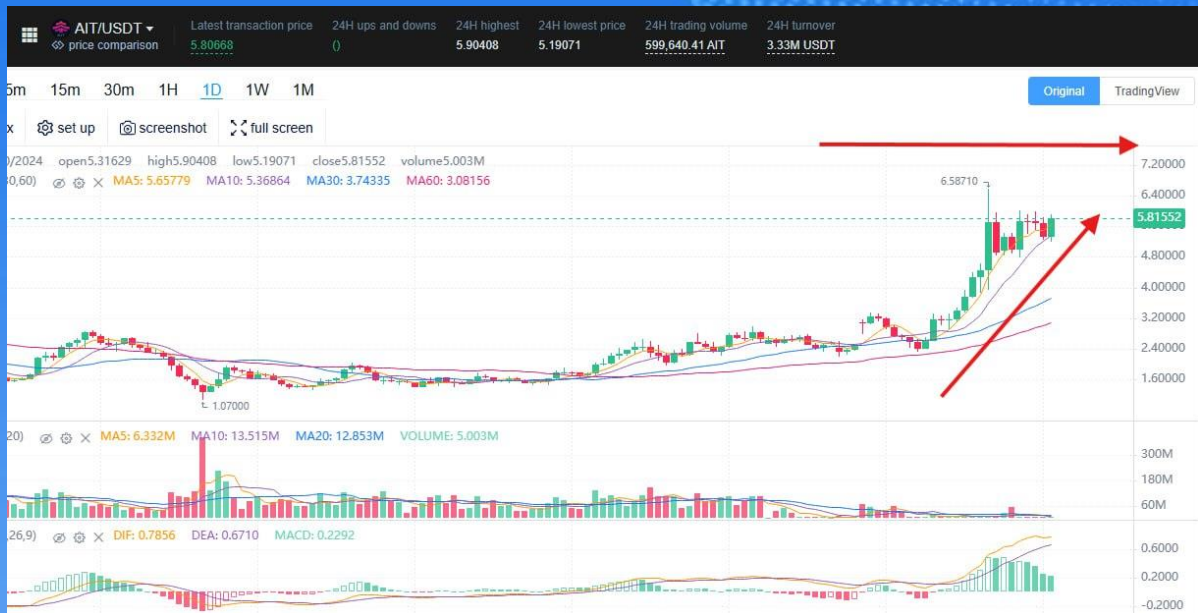 AIT/USDT
price comparison
Latest transaction price
5.80668
24H ups and downs
()
24H highest
5.90408
24H lowest price
5.19071
24H trading volume
599,640.41 AIT
24H turnover
3.33M USDT
5m 15m 30m 1H 1D 1W 1M
Original TradingView
x set up screenshot full screen
0/2024 open5.31629 high5.90408 low5.19071 close5.81552 volume5.003M
30,60) MA5: 5.65779 MA10: 5.36864 MA30: 3.74335 MA60: 3.08156
7.20000
6.58710
6.40000
5.81552
4.80000
4.00000
3.20000
2.40000
1.60000
1.07000
20) MA5: 6.332M MA10: 13.515M MA20: 12.853M VOLUME: 5.003M
300M
180M
60M
,26,9) DIF: 0.7856 DEA: 0.6710 MACD: 0.2292
0.6000
0.2000
-0.2000